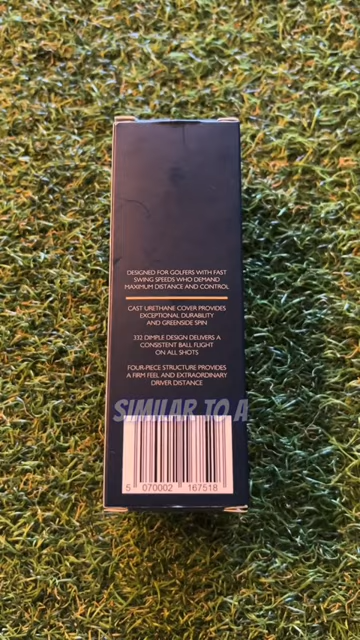 DESIGNED FOR GOLFERS WITH FAST
SWING SPEEDS WHO DEMAND
MAXIMUM DISTANCE AND CONTROL
CAST URETHANE COVER PROVIDES
EXCEPTIONAL DURABILITY
AND GREENSIDE SPIN
332 DIMPLE DESIGN DELIVERS A
CONSISTENT BALL FLIGHT
ON ALL SHOTS
FOUR-PIECE STRUCTURE PROVIDES
A FIRM FEEL AND EXTRAORDINARY
DRIVER DISTANCE
SIMILAR TO A
5 070002 167518